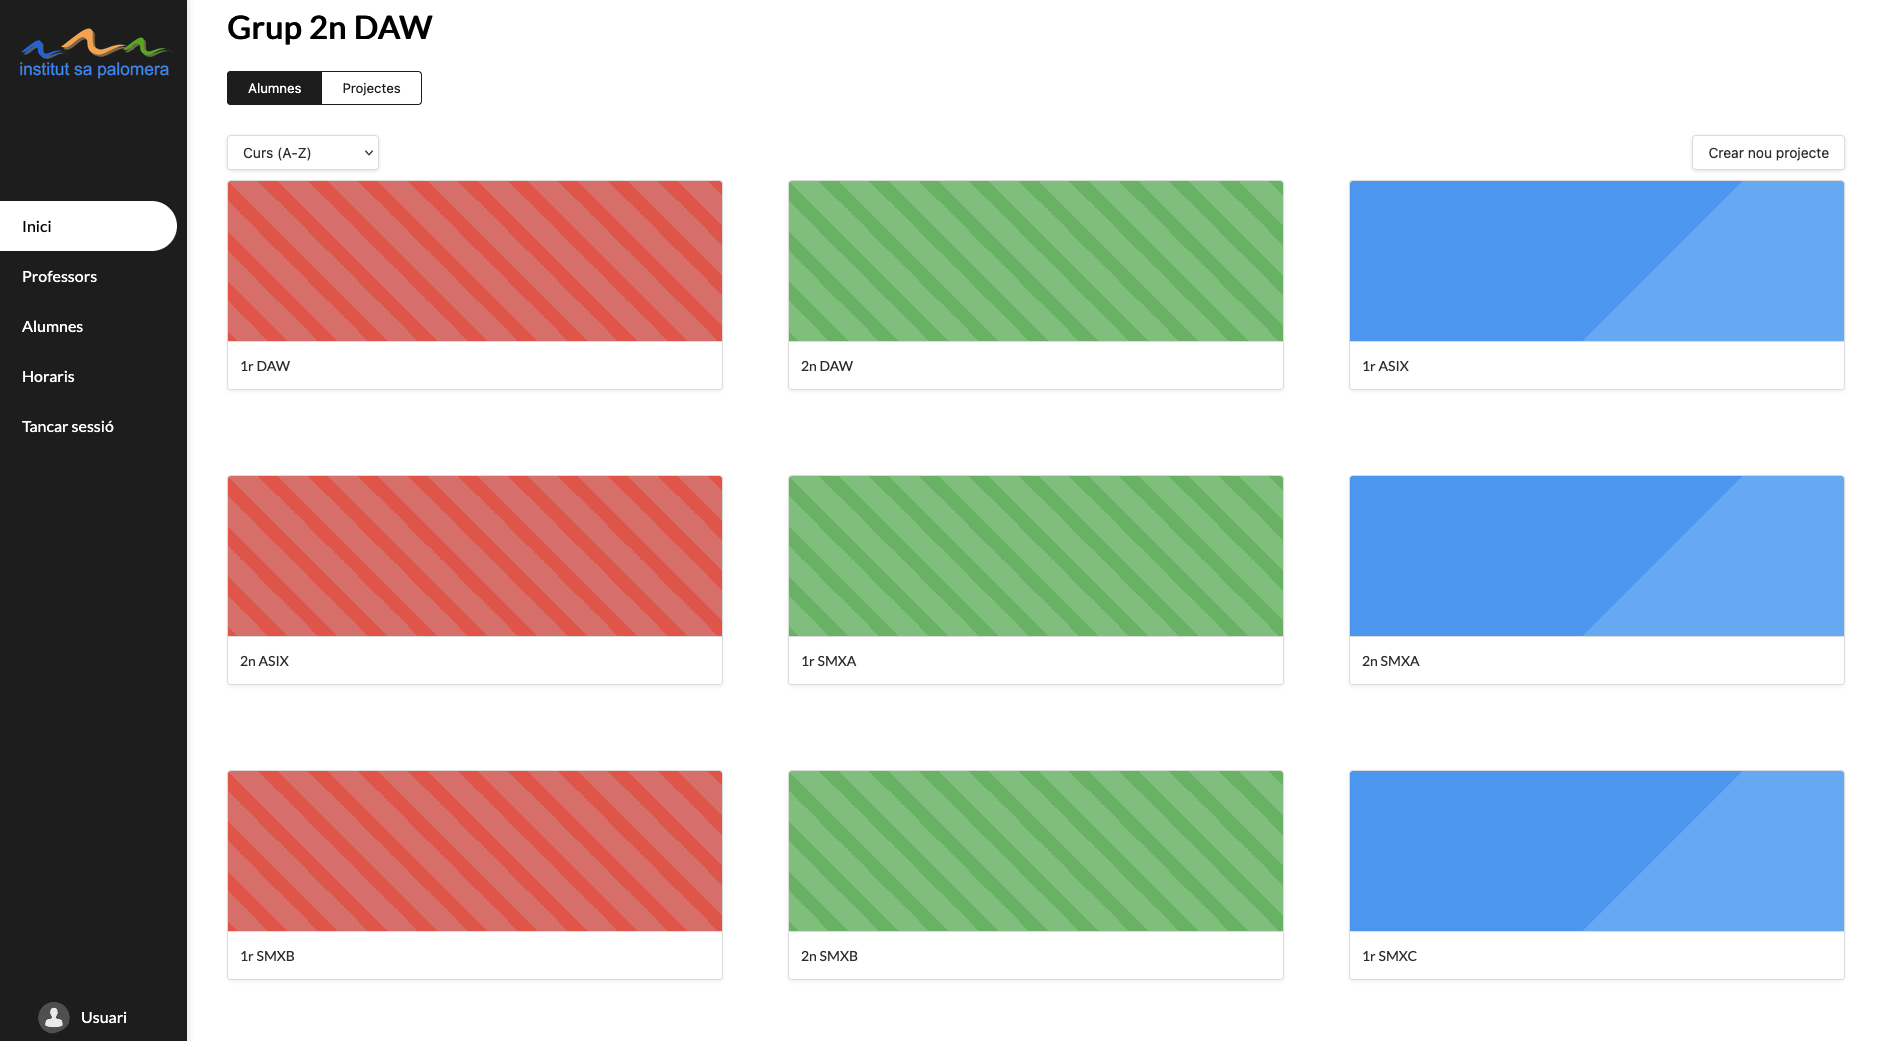 institut sa palomera
Inici
Professors
Alumnes
Horaris
Tancar sessió
Usuari
Grup 2n DAW
Alumnes
Projectes
Curs (A-Z)
Crear nou projecte
1r DAW
2n DAW
1r ASIX
2n ASIX
1r SMXA
2n SMXA
1r SMXB
2n SMXB
1r SMXC